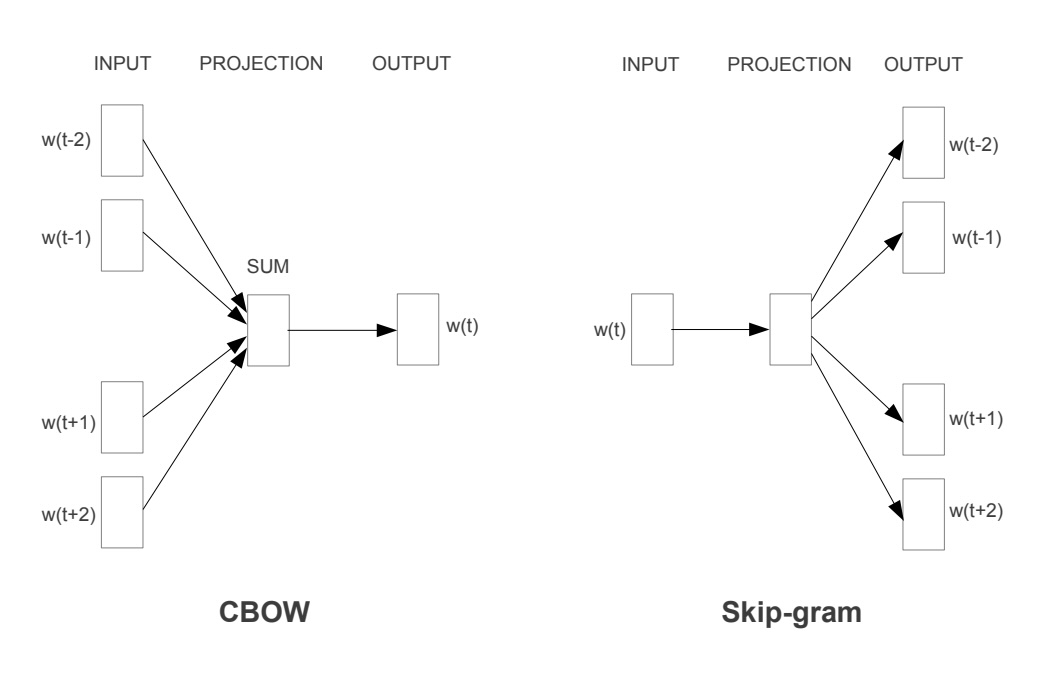 INPUT PROJECTION OUTPUT
w(t-2)
w(t-1)
SUM
w(t)
w(t+1)
w(t+2)
CBOW
INPUT PROJECTION OUTPUT
w(t-2)
w(t-1)
w(t)
w(t+1)
w(t+2)
Skip-gram